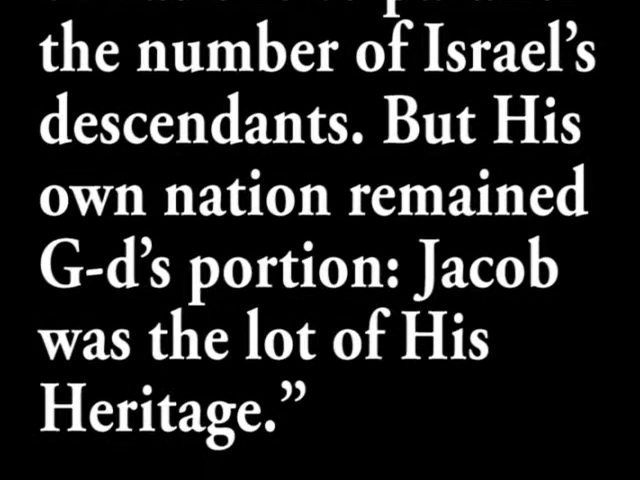 the number of Israel’s
descendants. But His
own nation remained
G-d’s portion: Jacob
was the lot of His
Heritage.”